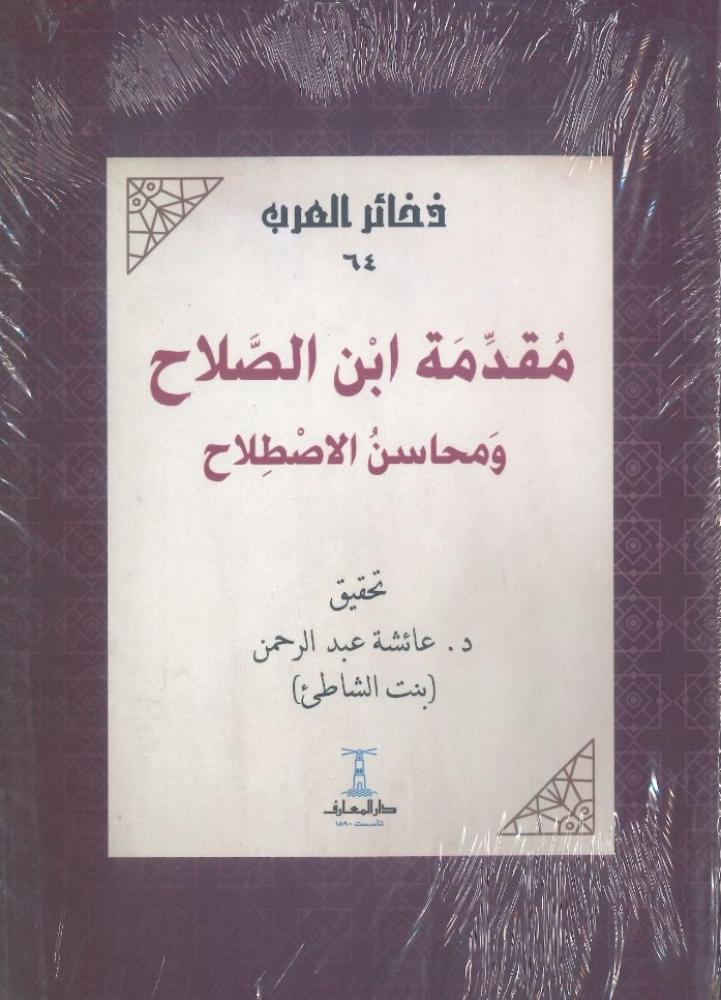 ذخائر العرب
٦٤
مُقدِّمَة ابْن الصَّلاح
وَمحاسنُ الاصْطِلاح
تحقيق
د. عائشة عبد الرحمن
(بنت الشاطئ)
دار المعارف
تأسست ١٨٩٠